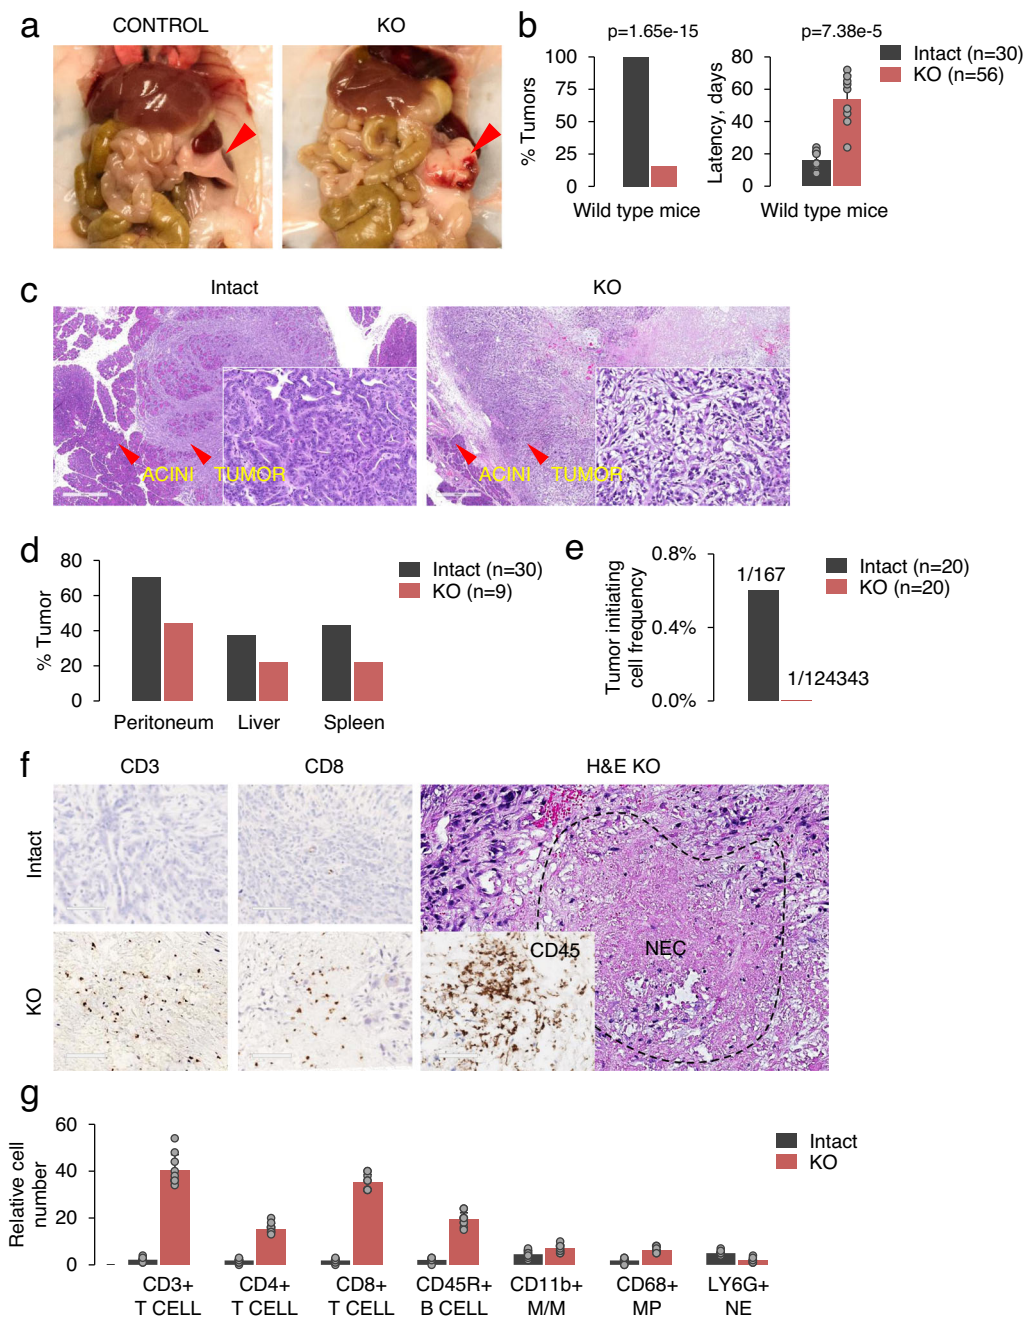 a
CONTROL
KO
b
p=1.65e-15
p=7.38e-5
Intact (n=30)
KO (n=56)
% Tumors
100
75
50
25
0
Wild type mice
Latency, days
80
60
40
20
0
Wild type mice
c
Intact
KO
ACINI
TUMOR
ACINI
TUMOR
d
% Tumor
80
60
40
20
0
Peritoneum
Liver
Spleen
Intact (n=30)
KO (n=9)
e
Tumor initiating
cell frequency
0.8%
0.4%
0.0%
1/167
1/124343
Intact (n=20)
KO (n=20)
f
CD3
CD8
H&E KO
Intact
KO
CD45
NEC
g
Relative cell
number
60
40
20
0
Intact
KO
CD3+
T CELL
CD4+
T CELL
CD8+
T CELL
CD45R+
B CELL
CD11b+
M/M
CD68+
MP
LY6G+
NE